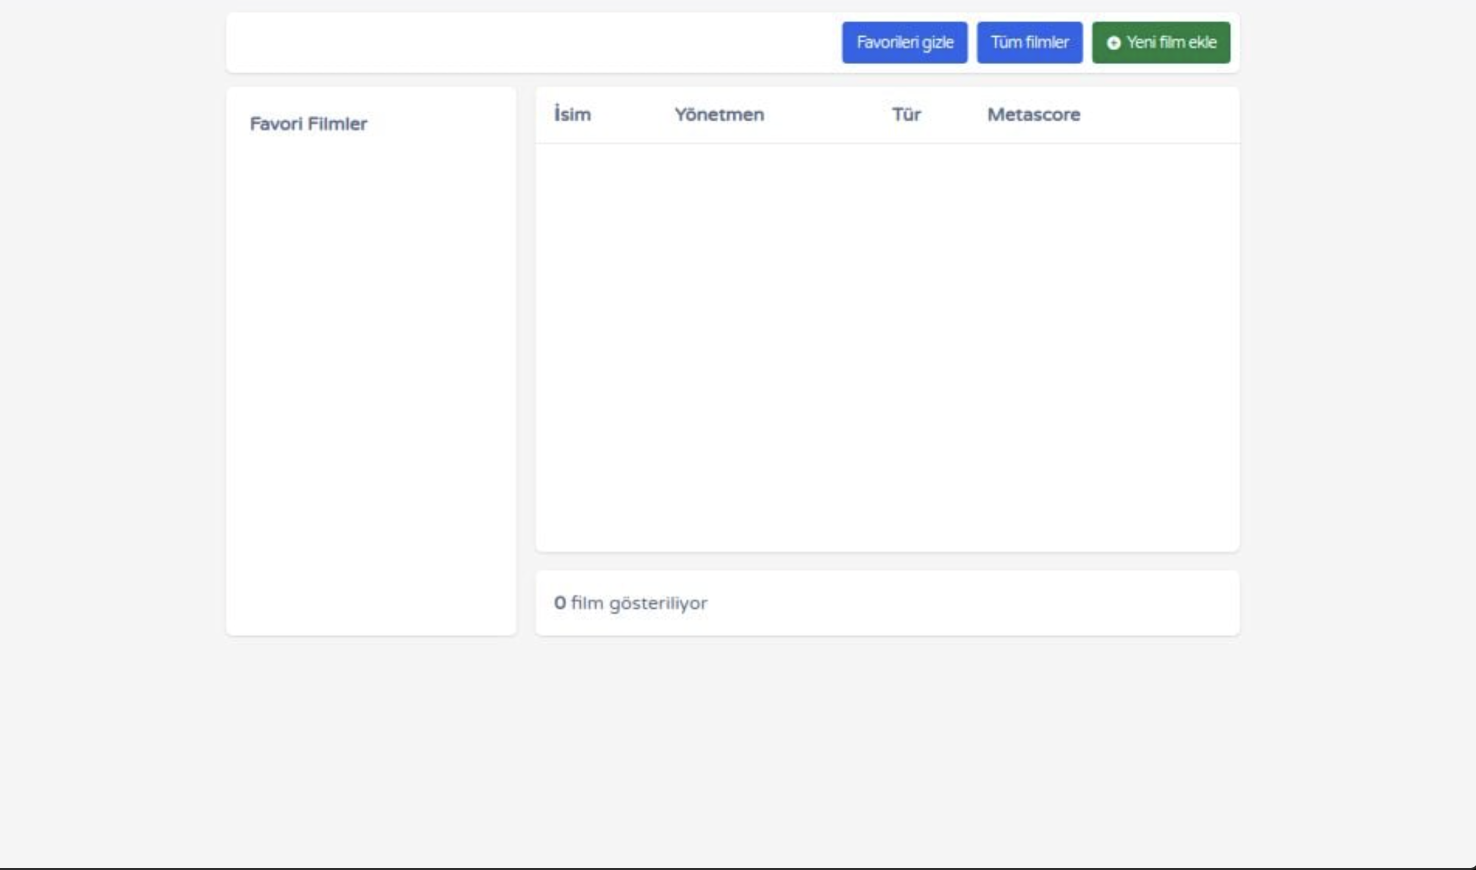 Favorileri gizle Tüm filmler Yeni film ekle
Favori Filmler
İsim Yönetmen Tür Metascore
0 film gösteriliyor